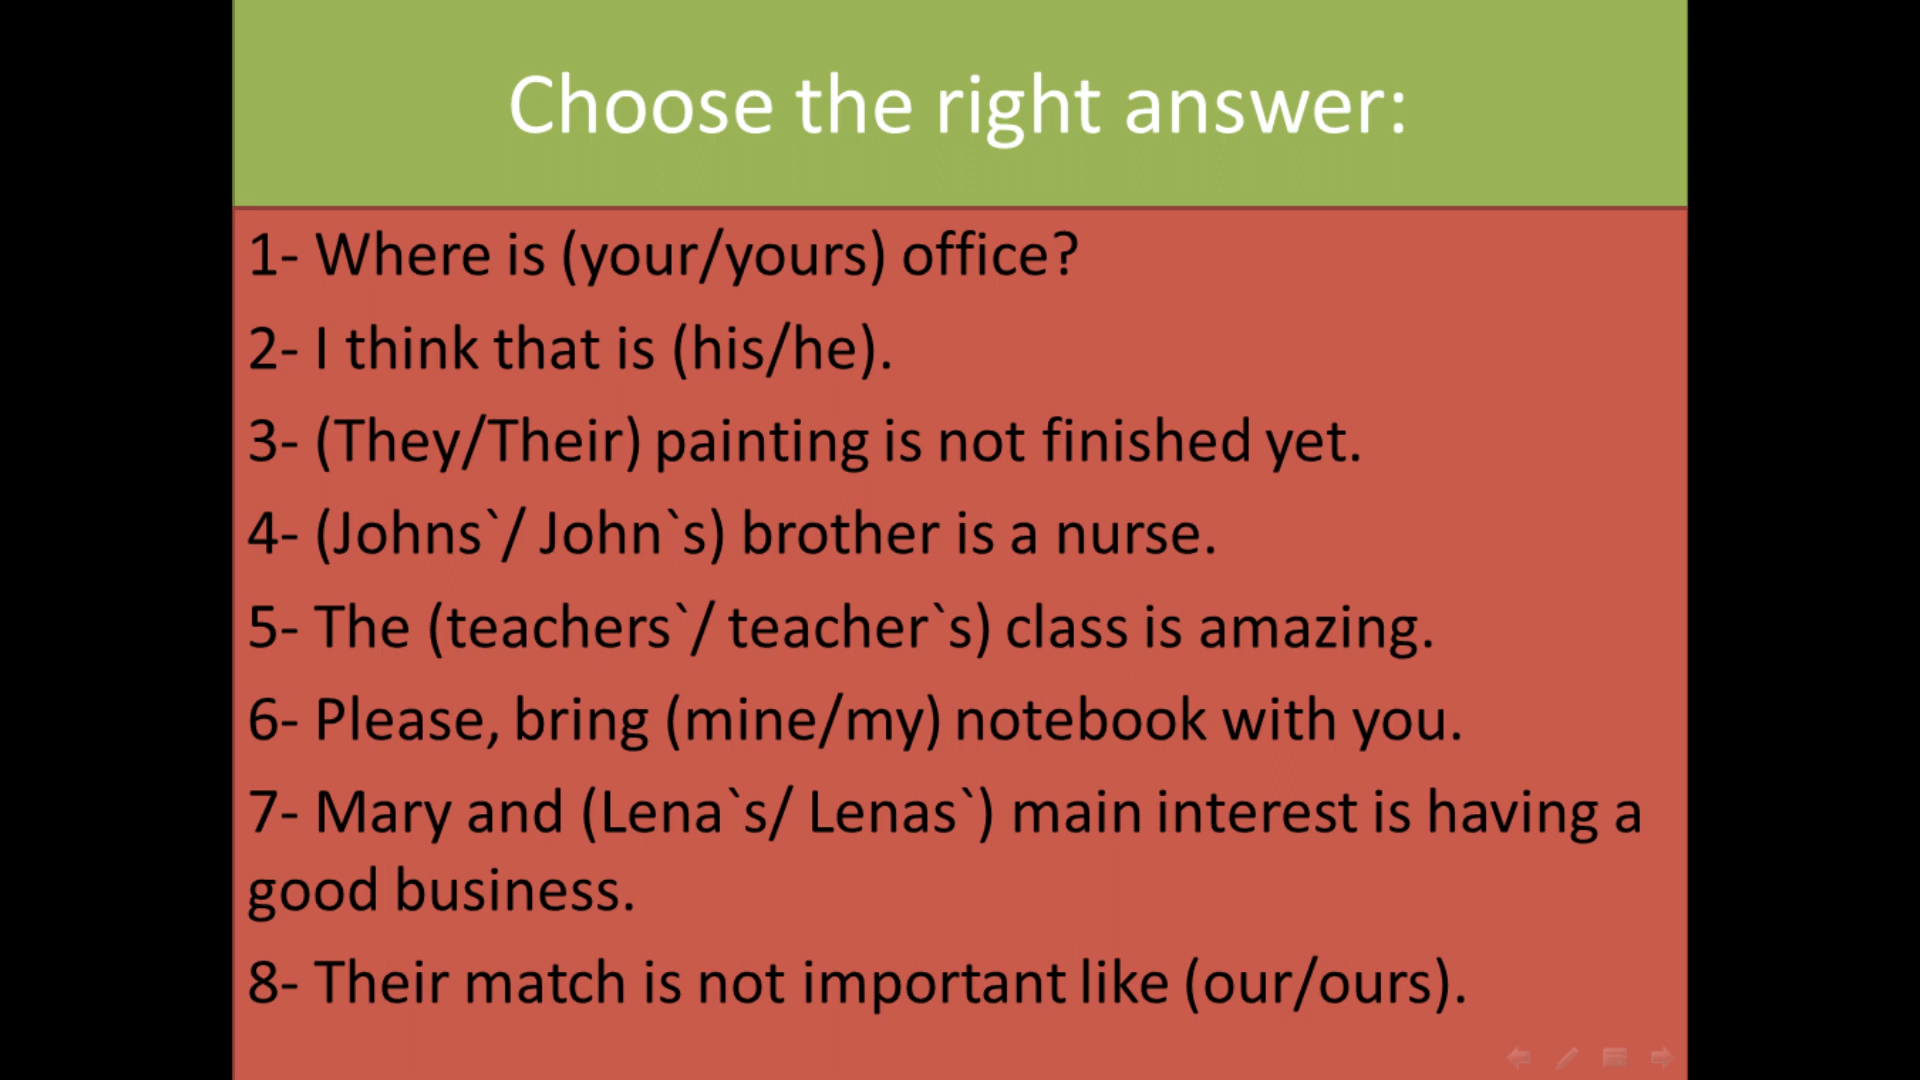 Choose the right answer:
1- Where is (your/yours) office?
2- I think that is (his/he).
3- (They/Their) painting is not finished yet.
4- (Johns`/ John`s) brother is a nurse.
5- The (teachers`/ teacher`s) class is amazing.
6- Please, bring (mine/my) notebook with you.
7- Mary and (Lena`s/ Lenas`) main interest is having a
good business.
8- Their match is not important like (our/ours).